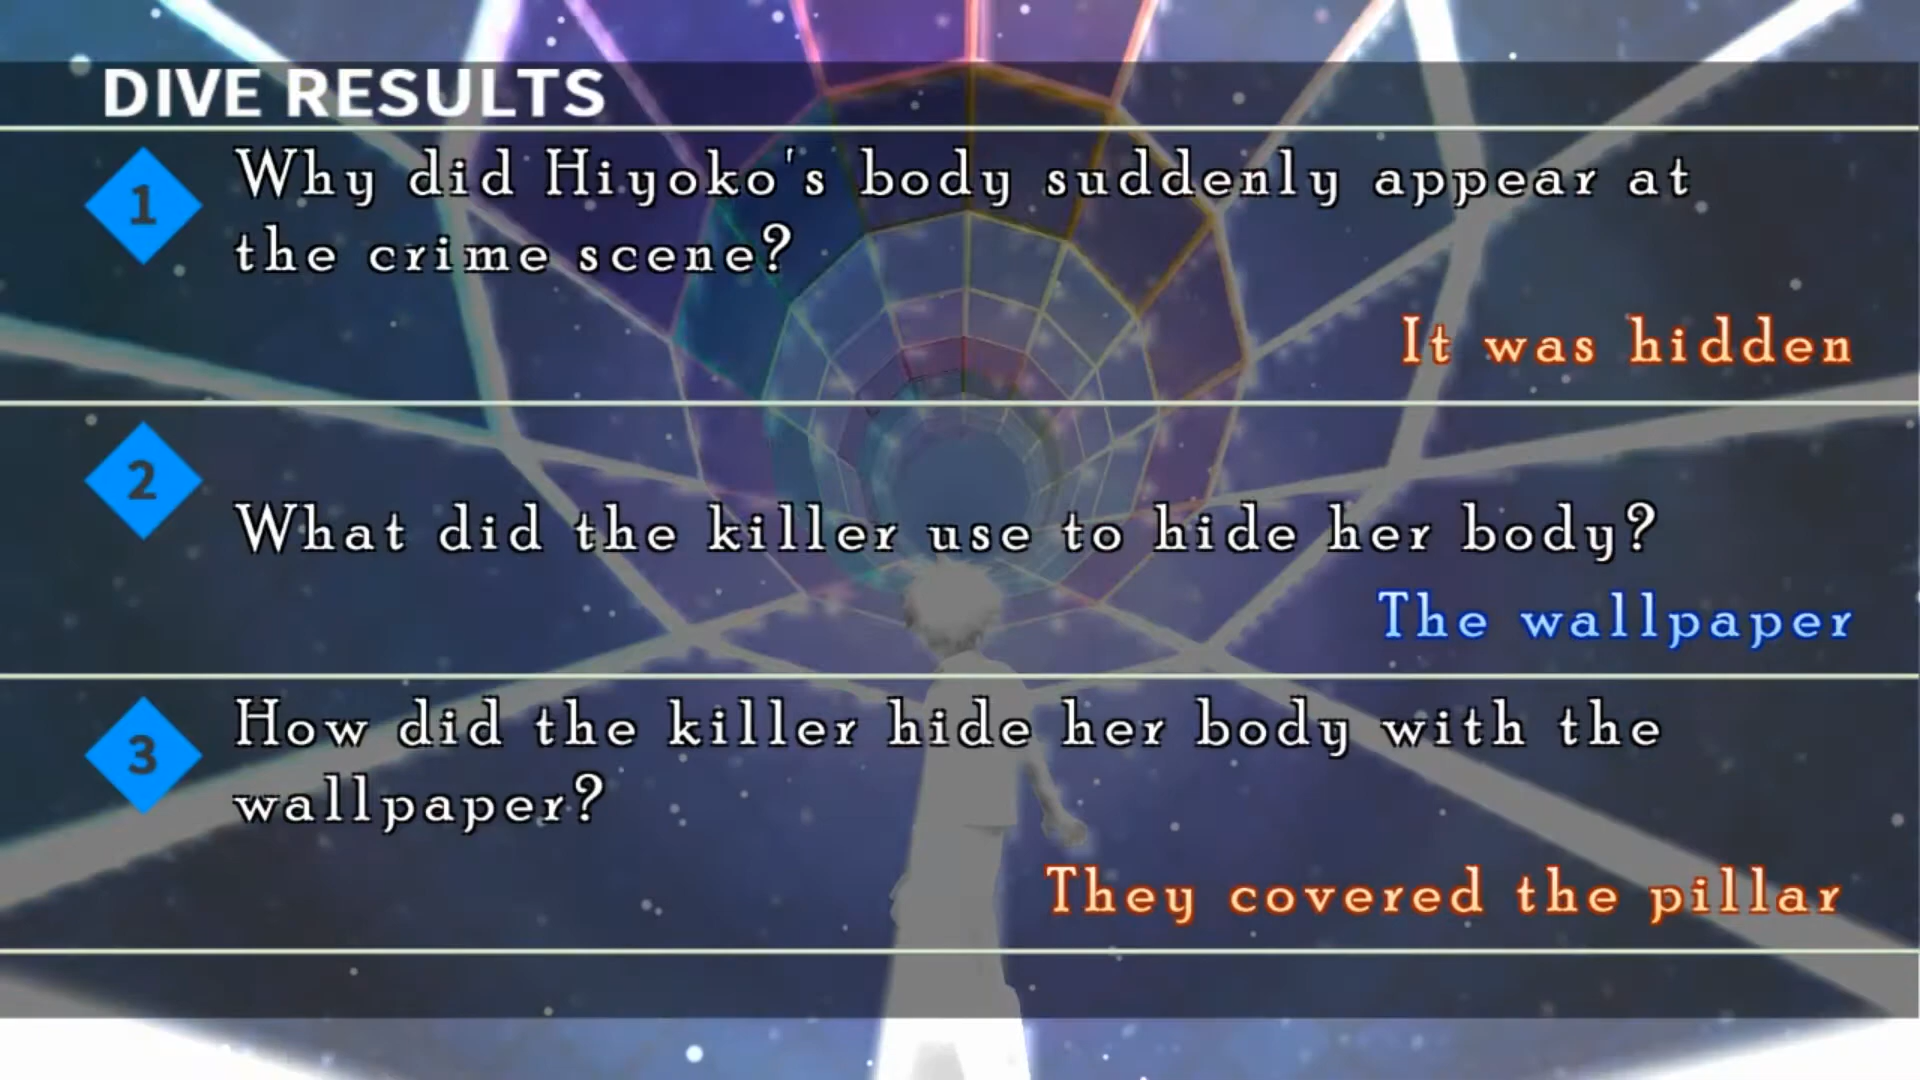 DIVE RESULTS
1
Why did Hiyoko's body suddenly appear at
the crime scene?
It was hidden
2
What did the killer use to hide her body?
The wallpaper
3
How did the killer hide her body with the
wallpaper?
They covered the pillar